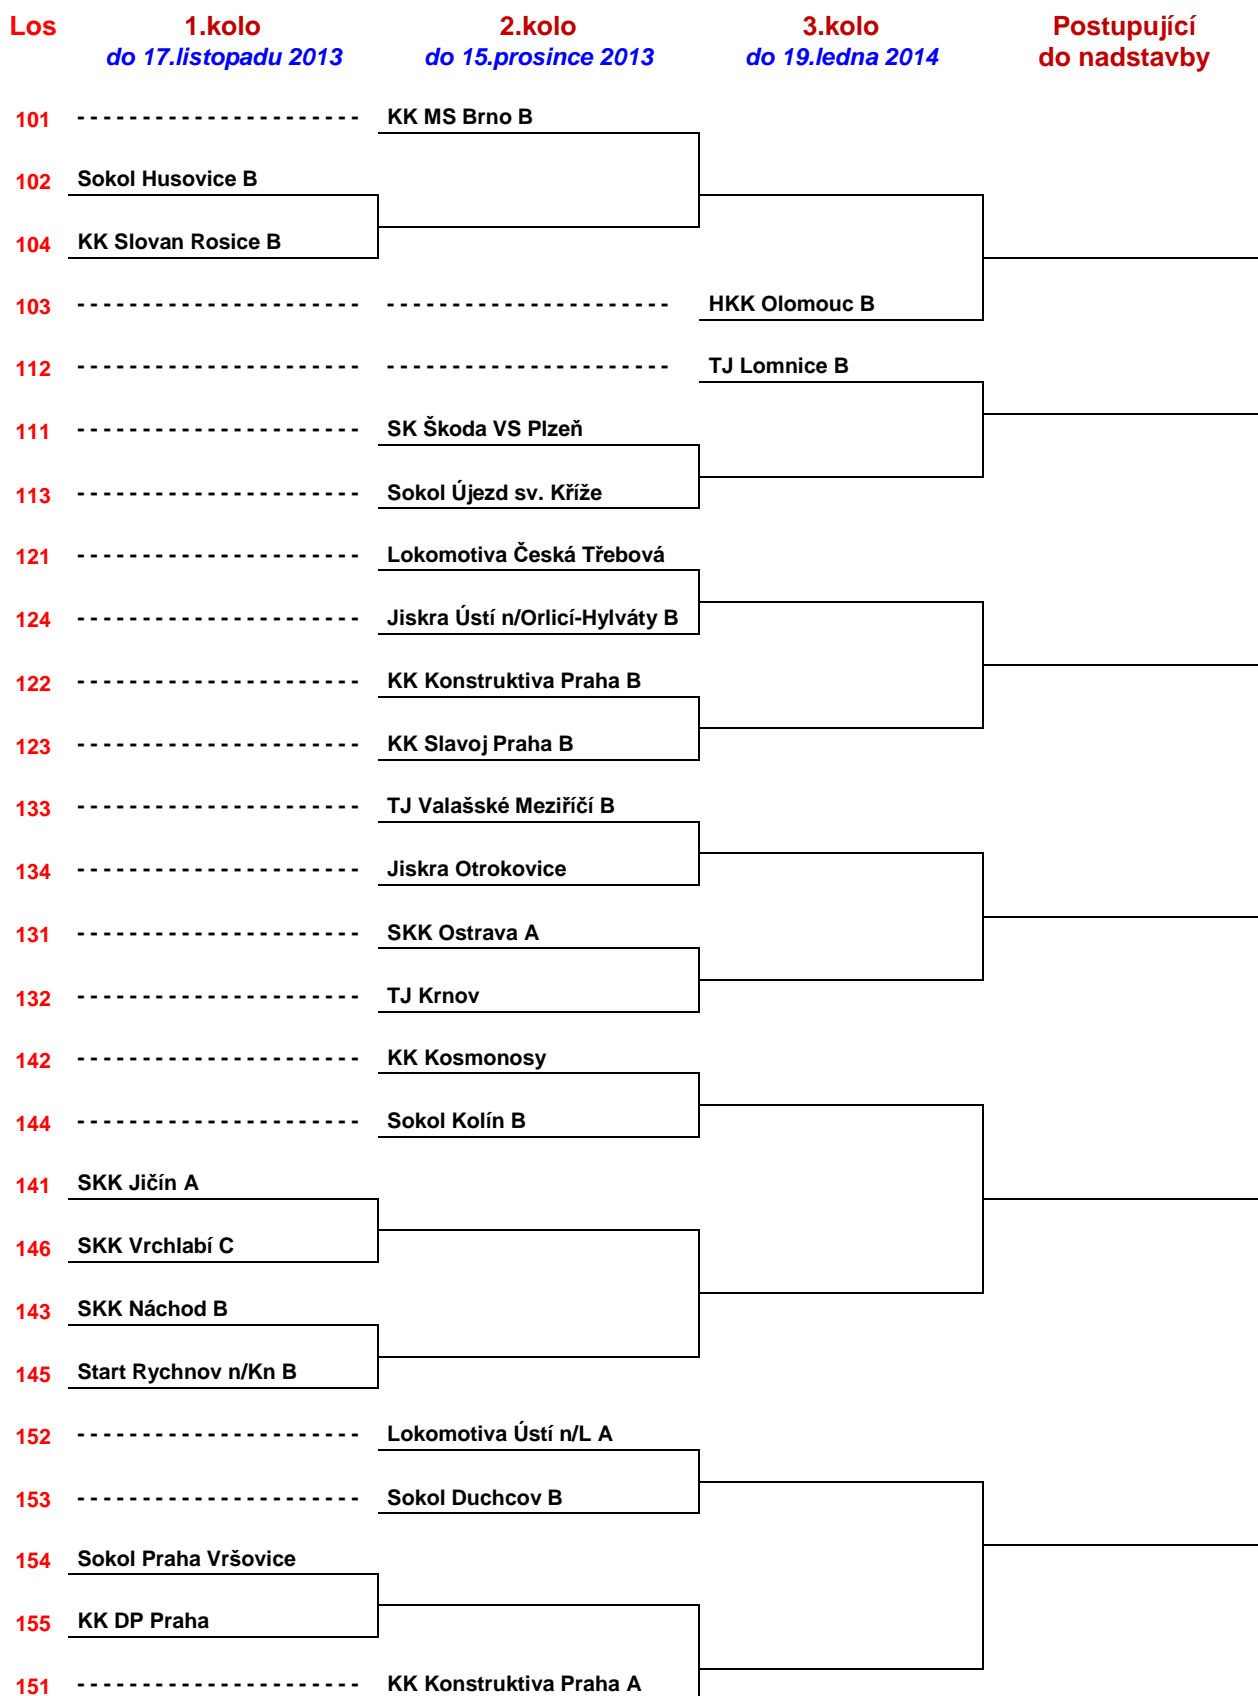 Los 1.kolo 2.kolo 3.kolo Postupující
do 17.listopadu 2013 do 15.prosince 2013 do 19.ledna 2014 do nadstavby
101 - - - - - - - - - - - - - - - - - - - - - - KK MS Brno B
102 Sokol Husovice B
104 KK Slovan Rosice B
103 - - - - - - - - - - - - - - - - - - - - - - - - - - - - - - - - - - - - - - - - - - - - HKK Olomouc B
112 - - - - - - - - - - - - - - - - - - - - - - - - - - - - - - - - - - - - - - - - - - - - TJ Lomnice B
111 - - - - - - - - - - - - - - - - - - - - - - SK Škoda VS Plzeň
113 - - - - - - - - - - - - - - - - - - - - - - Sokol Újezd sv. Kříže
121 - - - - - - - - - - - - - - - - - - - - - - Lokomotiva Česká Třebová
124 - - - - - - - - - - - - - - - - - - - - - - Jiskra Ústí n/Orlicí-Hylváty B
122 - - - - - - - - - - - - - - - - - - - - - - KK Konstruktiva Praha B
123 - - - - - - - - - - - - - - - - - - - - - - KK Slavoj Praha B
133 - - - - - - - - - - - - - - - - - - - - - - TJ Valašské Meziříčí B
134 - - - - - - - - - - - - - - - - - - - - - - Jiskra Otrokovice
131 - - - - - - - - - - - - - - - - - - - - - - SKK Ostrava A
132 - - - - - - - - - - - - - - - - - - - - - - TJ Krnov
142 - - - - - - - - - - - - - - - - - - - - - - KK Kosmonosy
144 - - - - - - - - - - - - - - - - - - - - - - Sokol Kolín B
141 SKK Jičín A
146 SKK Vrchlabí C
143 SKK Náchod B
145 Start Rychnov n/Kn B
152 - - - - - - - - - - - - - - - - - - - - - - Lokomotiva Ústí n/L A
153 - - - - - - - - - - - - - - - - - - - - - - Sokol Duchcov B
154 Sokol Praha Vršovice
155 KK DP Praha
151 - - - - - - - - - - - - - - - - - - - - - - KK Konstruktiva Praha A